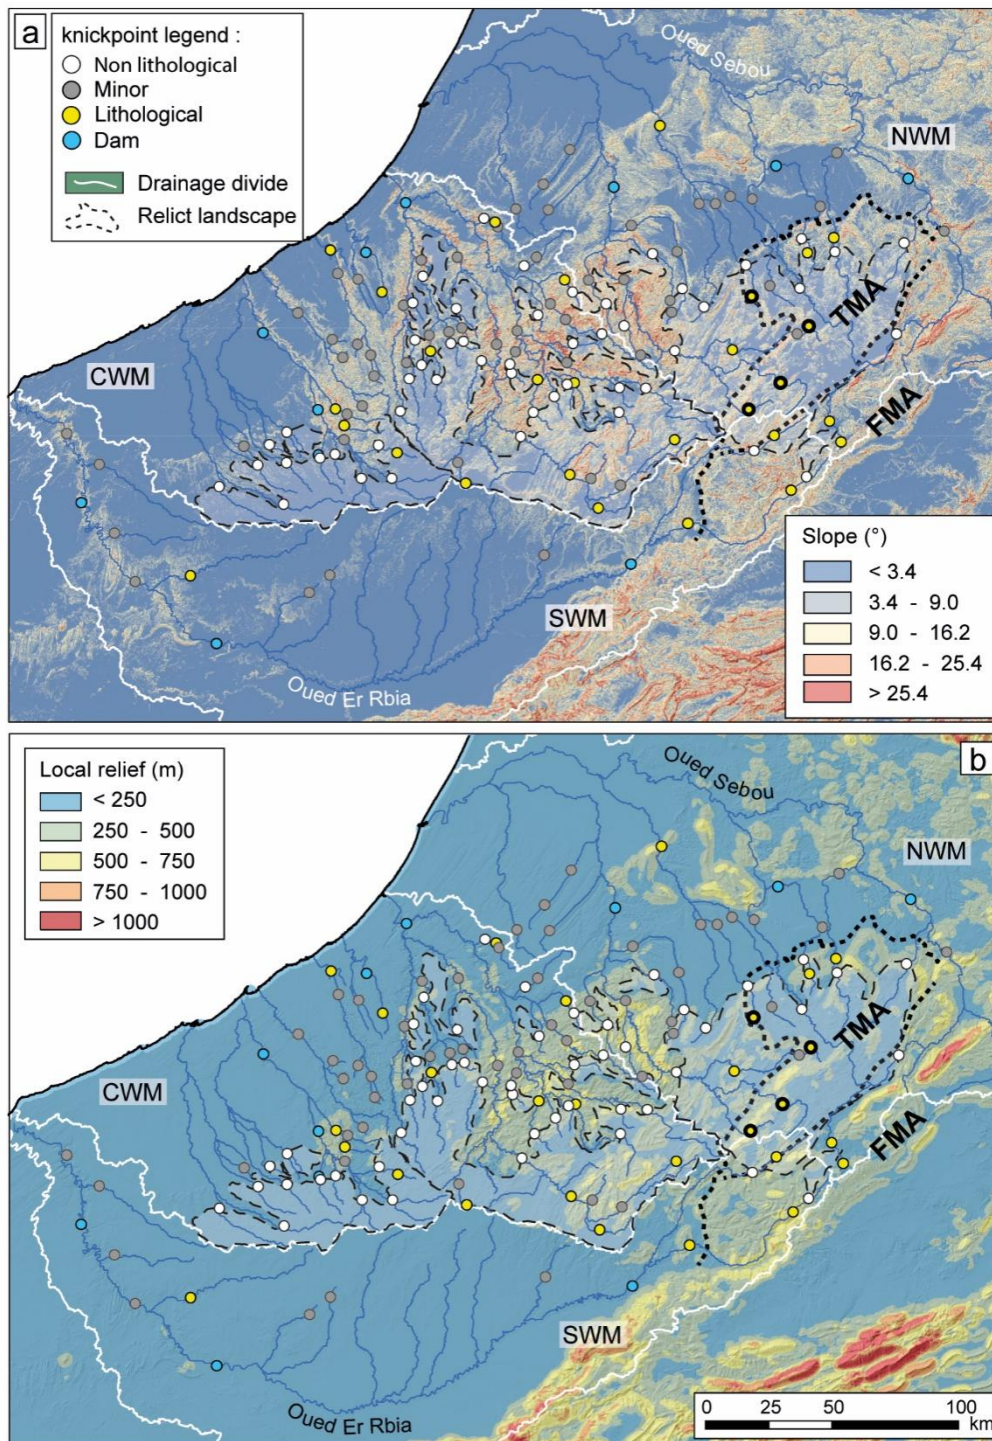 a
knickpoint legend :
Non lithological
Minor
Lithological
Dam
Drainage divide
Relict landscape
Oued Sebou
NWM
TMA
CWM
FMA
SWM
Oued Er Rbia
Slope (°)
< 3.4
3.4 - 9.0
9.0 - 16.2
16.2 - 25.4
> 25.4
b
Local relief (m)
< 250
250 - 500
500 - 750
750 - 1000
> 1000
Oued Sebou
NWM
TMA
CWM
FMA
SWM
Oued Er Rbia
0 25 50 100
km